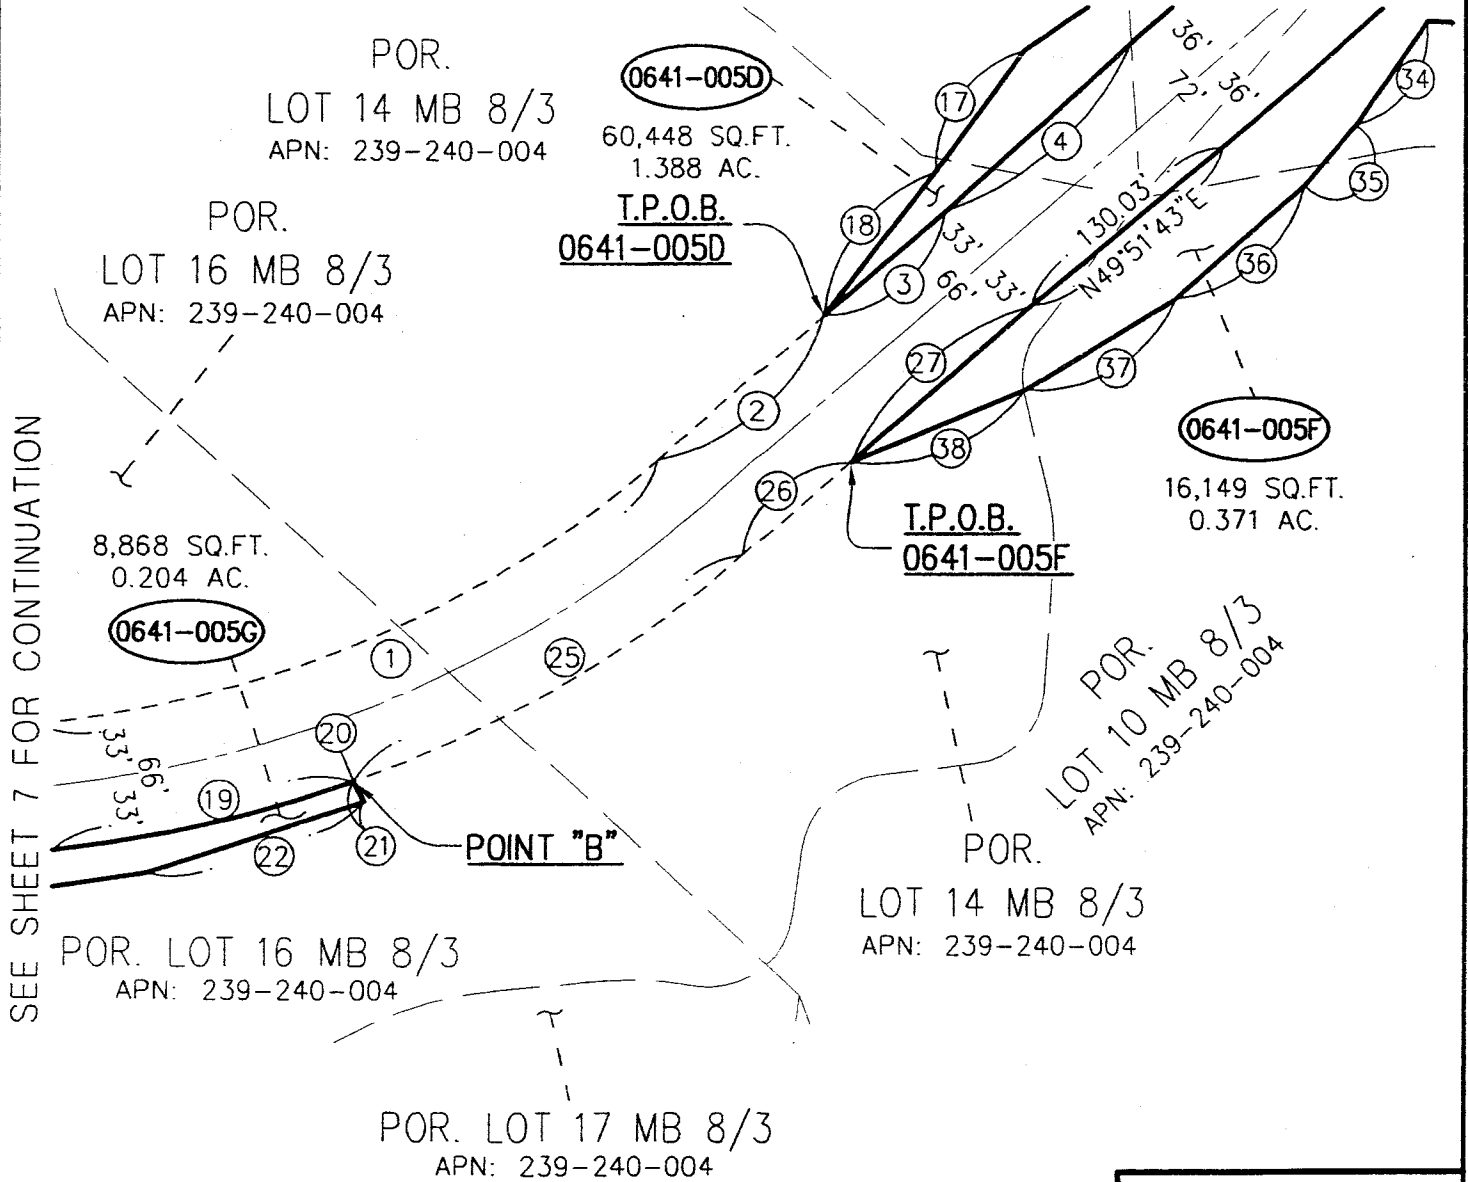 POR.
LOT 14 MB 8/3
APN: 239-240-004
0641-005D
60,448 SQ.FT.
1.388 AC.
T.P.O.B.
0641-005D
17
18
4
3
36'
36'
72'
33'
33'
66'
130.03'
N49°51'43"E
34
35
36
37
38
27
26
2
POR.
LOT 16 MB 8/3
APN: 239-240-004
0641-005F
16,149 SQ.FT.
0.371 AC.
T.P.O.B.
0641-005F
SEE SHEET 7 FOR CONTINUATION
8,868 SQ.FT.
0.204 AC.
0641-005G
1
25
20
33'
66'
33'
19
22
21
POINT "B"
POR.
LOT 10 MB 8/3
APN: 239-240-004
POR.
LOT 14 MB 8/3
APN: 239-240-004
POR. LOT 16 MB 8/3
APN: 239-240-004
POR. LOT 17 MB 8/3
APN: 239-240-004